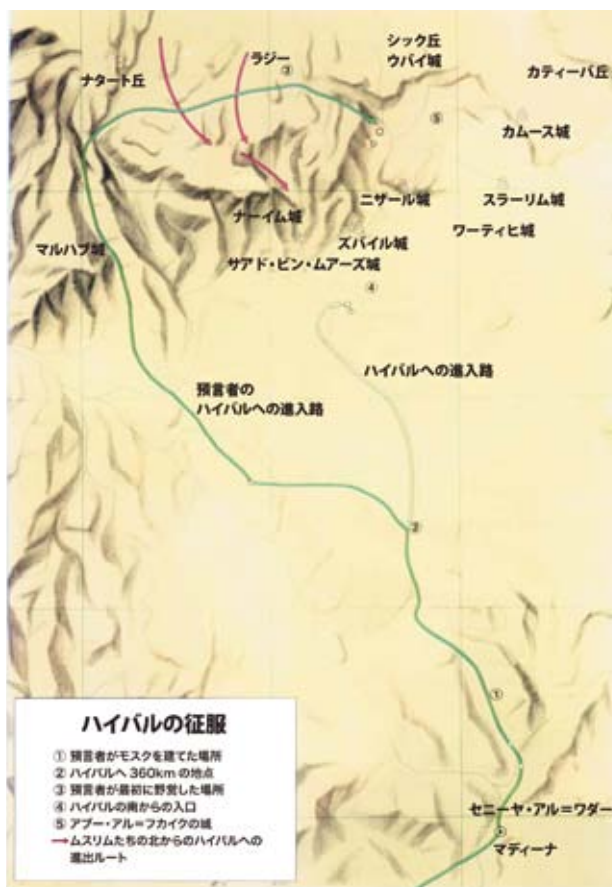 シック丘
ウバイ城
ラジー
③
ナタート丘
カティーバ丘
⑤
カムース城
ニザール城
スラーリム城
ナーイム城
ワーティヒ城
ズバイル城
マルハブ城
サアド・ビン・ムアーズ城
④
ハイバルへの進入路
預言者の
ハイバルへの進入路
②
①
ハイバルの征服
① 預言者がモスクを建てた場所
② ハイバルへ360kmの地点
③ 預言者が最初に野営した場所
④ ハイバルの南からの入口
⑤ アブー・アル=フカイクの城
→ムスリムたちの北からのハイバルへの
進出ルート
セニーヤ・アル=ワダー
マディーナ